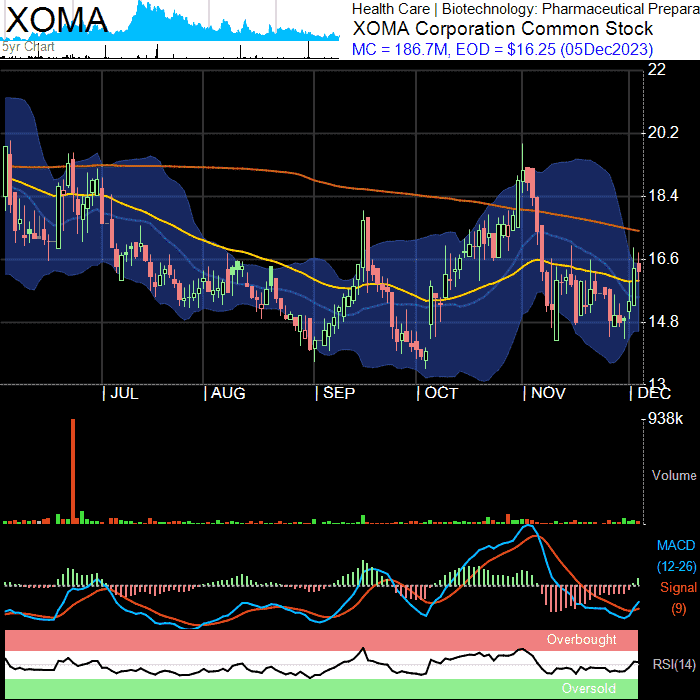 XOMA
5yr Chart
Health Care | Biotechnology: Pharmaceutical Prepara
XOMA Corporation Common Stock
MC = 186.7M, EOD = $16.25 (05Dec2023)
22
20.2
18.4
16.6
14.8
13
JUL
AUG
SEP
OCT
NOV
DEC
938k
Volume
MACD
(12-26)
Signal
(9)
Overbought
RSI(14)
Oversold